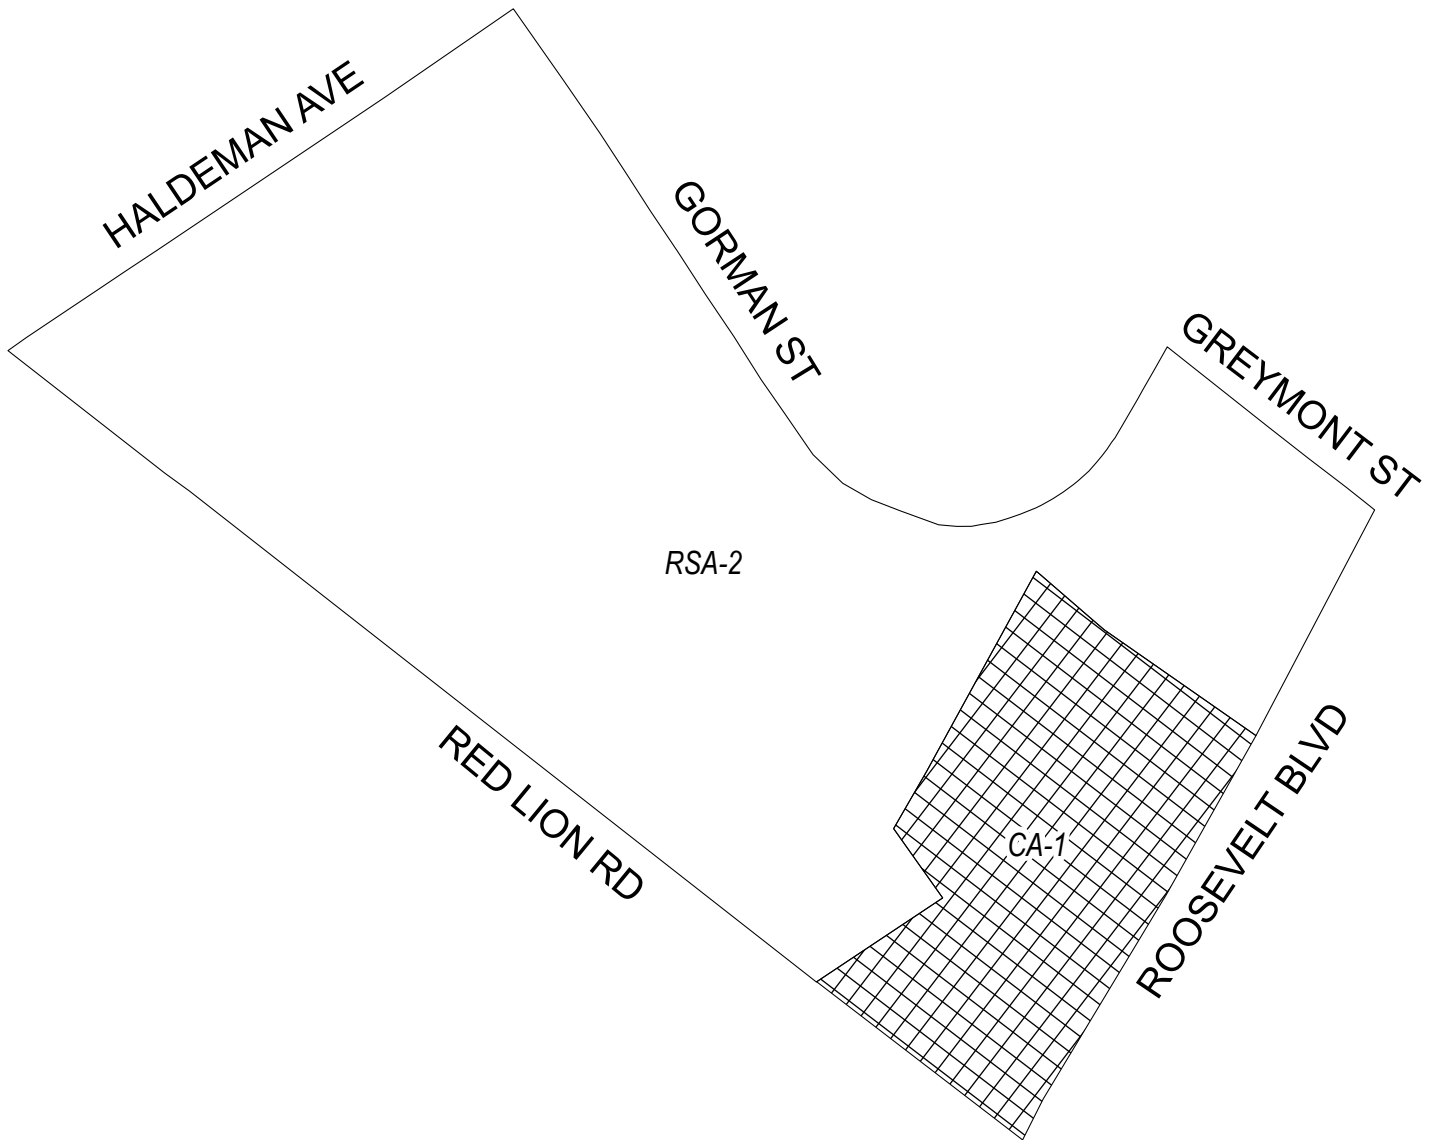 HALDEMAN AVE
GORMAN ST
GREYMONT ST
RSA-2
RED LION RD
CA-1
ROOSEVELT BLVD